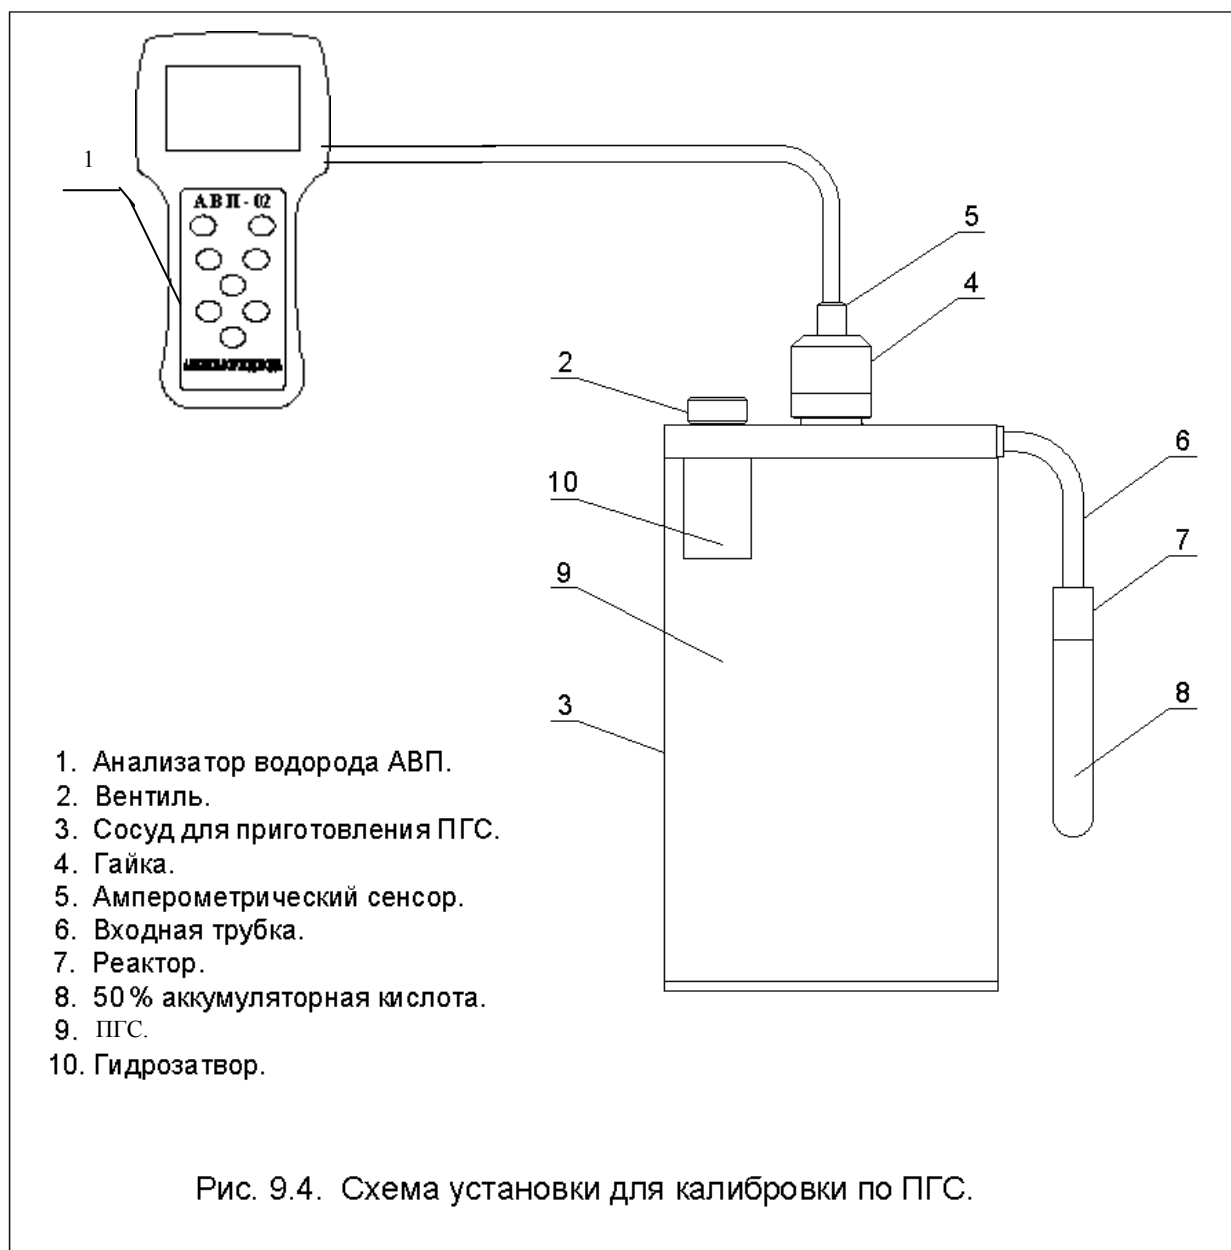 1
АВП-02
5
4
2
6
10
7
9
3
8
1. Анализатор водорода АВП.
2. Вентиль.
3. Сосуд для приготовления ПГС.
4. Гайка.
5. Амперометрический сенсор.
6. Входная трубка.
7. Реактор.
8. 50% аккумуляторная кислота.
9. ПГС.
10. Гидрозатвор.
Рис. 9.4. Схема установки для калибровки по ПГС.